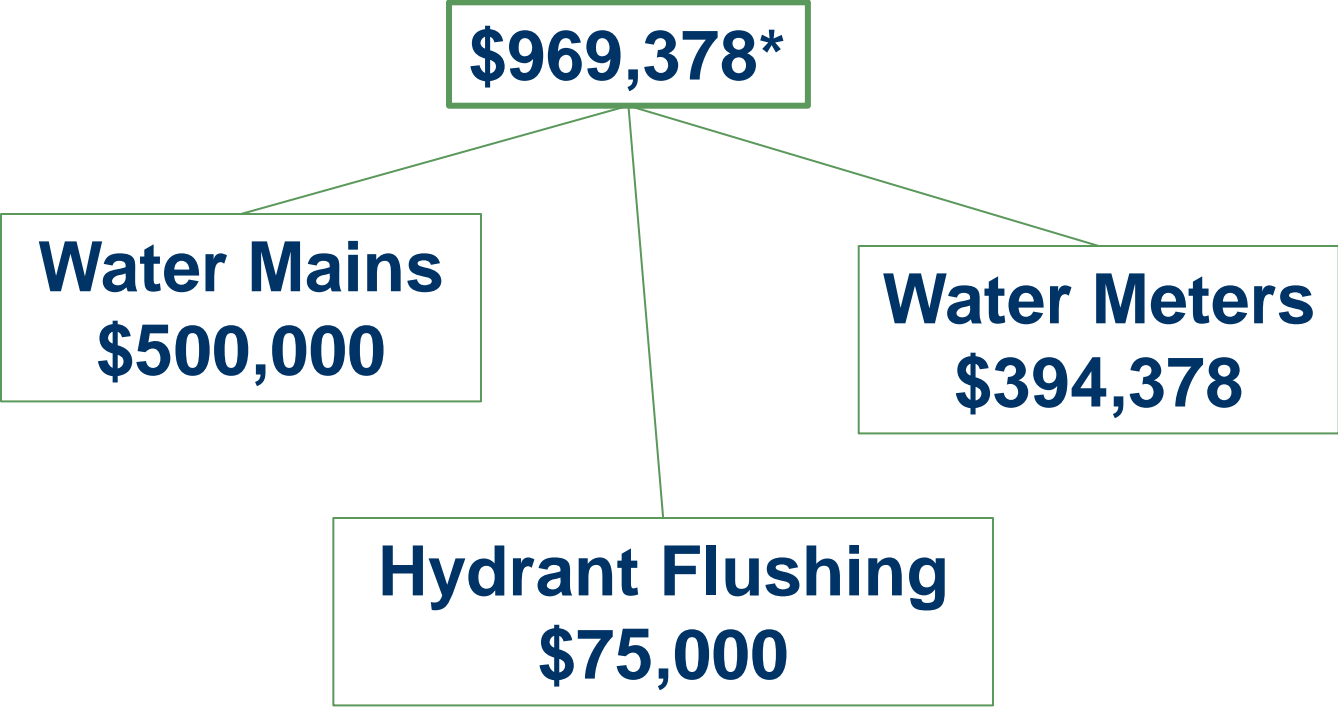 $969,378*
Water Mains
$500,000
Water Meters
$394,378
Hydrant Flushing
$75,000